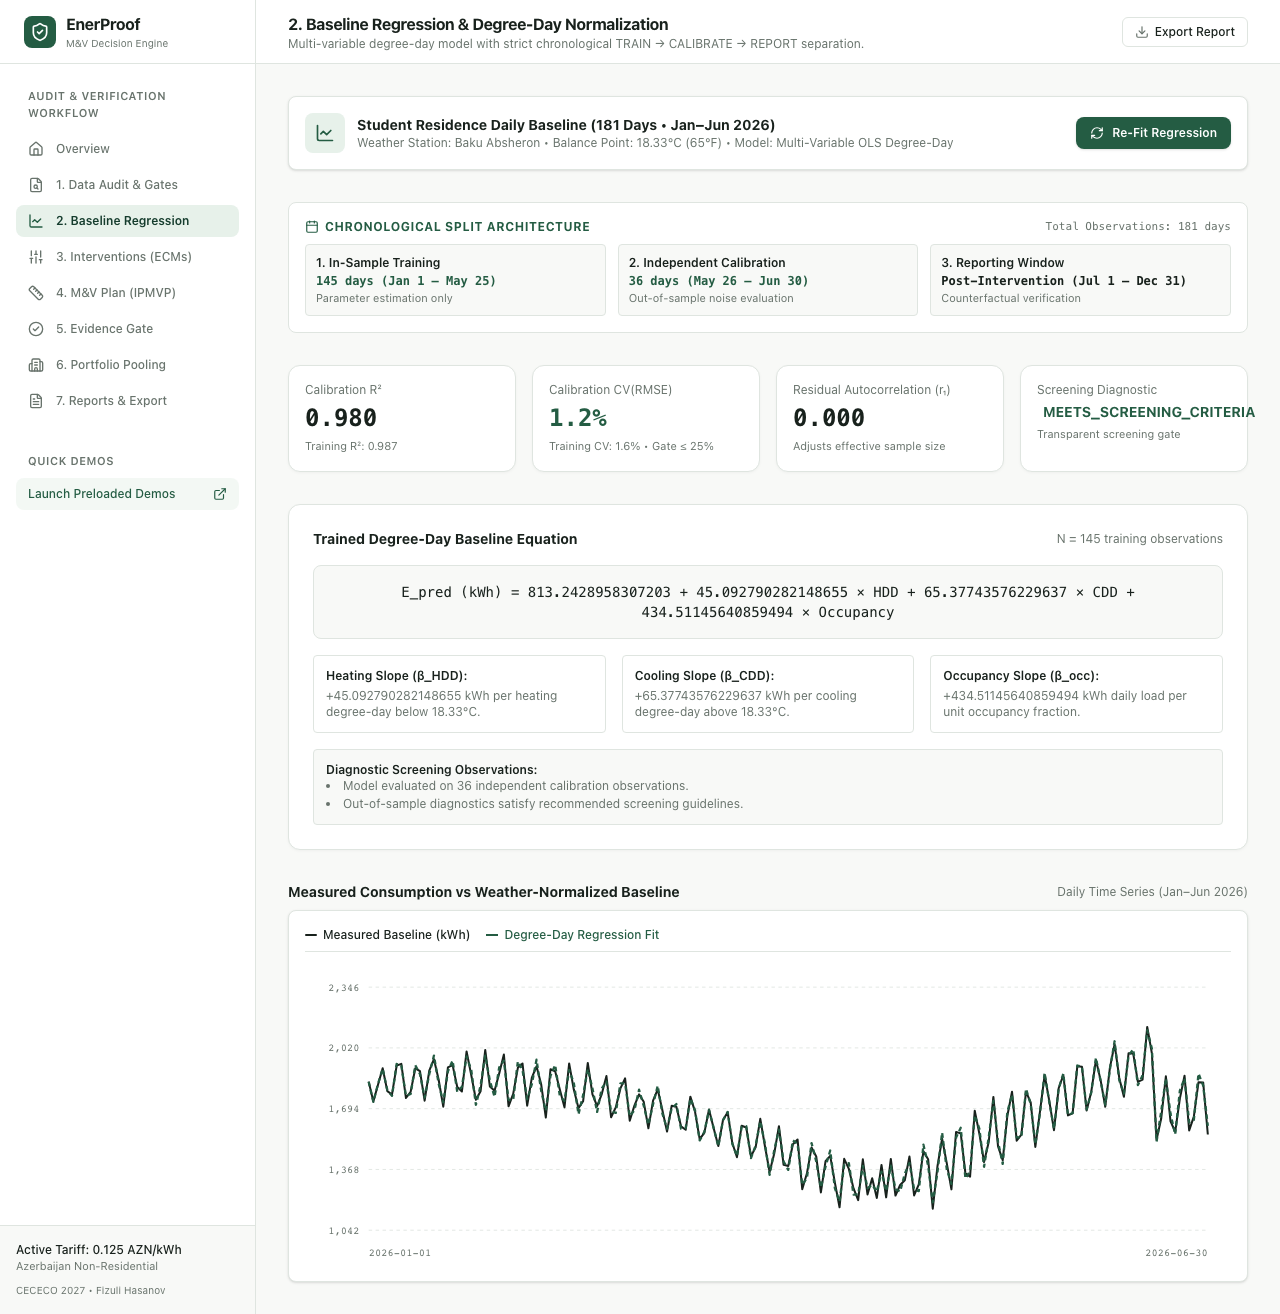 EnerProof
M&V Decision Engine
AUDIT & VERIFICATION
WORKFLOW
Overview
1. Data Audit & Gates
2. Baseline Regression
3. Interventions (ECMs)
4. M&V Plan (IPMVP)
5. Evidence Gate
6. Portfolio Pooling
7. Reports & Export
QUICK DEMOS
Launch Preloaded Demos
Active Tariff: 0.125 AZN/kWh
Azerbaijan Non-Residential
CECECO 2027 • Fizuli Hasanov
2. Baseline Regression & Degree-Day Normalization
Multi-variable degree-day model with strict chronological TRAIN → CALIBRATE → REPORT separation.
Export Report
Student Residence Daily Baseline (181 Days • Jan–Jun 2026)
Weather Station: Baku Absheron • Balance Point: 18.33°C (65°F) • Model: Multi-Variable OLS Degree-Day
Re-Fit Regression
CHRONOLOGICAL SPLIT ARCHITECTURE
Total Observations: 181 days
1. In-Sample Training
145 days (Jan 1 – May 25)
Parameter estimation only
2. Independent Calibration
36 days (May 26 – Jun 30)
Out-of-sample noise evaluation
3. Reporting Window
Post-Intervention (Jul 1 – Dec 31)
Counterfactual verification
Calibration R²
0.980
Training R²: 0.987
Calibration CV(RMSE)
1.2%
Training CV: 1.6% • Gate ≤ 25%
Residual Autocorrelation (r₁)
0.000
Adjusts effective sample size
Screening Diagnostic
MEETS_SCREENING_CRITERIA
Transparent screening gate
Trained Degree-Day Baseline Equation
N = 145 training observations
E_pred (kWh) = 813.2428958307203 + 45.092790282148655 × HDD + 65.37743576229637 × CDD +
434.51145640859494 × Occupancy
Heating Slope (β_HDD):
+45.092790282148655 kWh per heating
degree-day below 18.33°C.
Cooling Slope (β_CDD):
+65.37743576229637 kWh per cooling
degree-day above 18.33°C.
Occupancy Slope (β_occ):
+434.51145640859494 kWh daily load per
unit occupancy fraction.
Diagnostic Screening Observations:
• Model evaluated on 36 independent calibration observations.
• Out-of-sample diagnostics satisfy recommended screening guidelines.
Measured Consumption vs Weather-Normalized Baseline
Daily Time Series (Jan–Jun 2026)
Measured Baseline (kWh)
Degree-Day Regression Fit
2,346
2,020
1,694
1,368
1,042
2026-01-01
2026-06-30